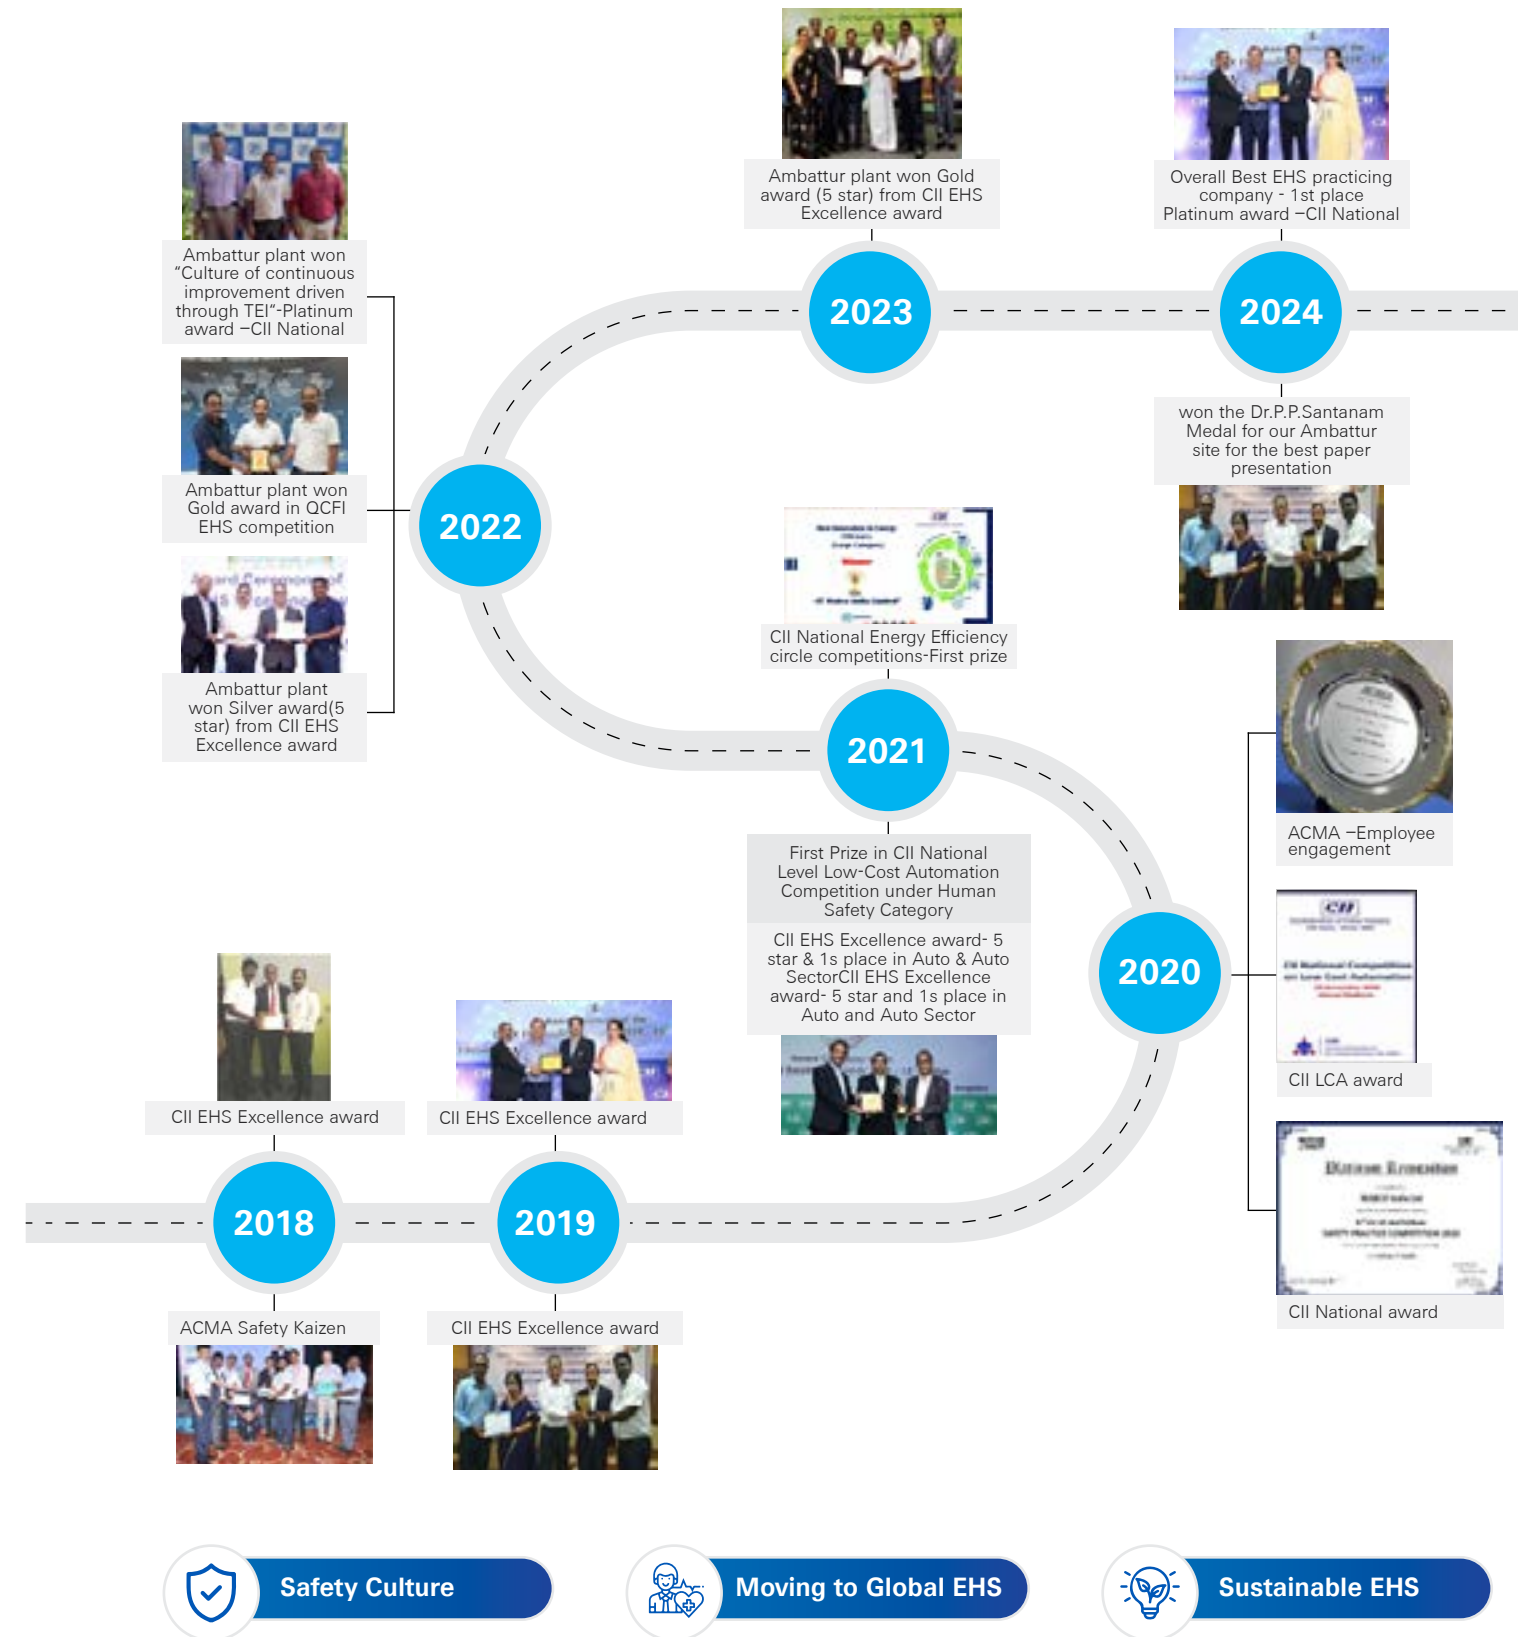 Ambattur plant won Gold
award (5 star) from CII EHS
Excellence award
Overall Best EHS practicing
company - 1st place
Platinum award –CII National
Ambattur plant won
“Culture of continuous
improvement driven
through TEI“-Platinum
award –CII National
2023
2024
Ambattur plant won
Gold award in QCFI
EHS competition
won the Dr.P.P.Santanam
Medal for our Ambattur
site for the best paper
presentation
2022
Ambattur plant
won Silver award(5
star) from CII EHS
Excellence award
CII National Energy Efficiency
circle competitions-First prize
2021
First Prize in CII National
Level Low-Cost Automation
Competition under Human
Safety Category
CII EHS Excellence award- 5
star & 1s place in Auto & Auto
SectorCII EHS Excellence
award- 5 star and 1s place in
Auto and Auto Sector
ACMA –Employee
engagement
2020
CII
CII National Competition
on Low Cost Automation
CII LCA award
CII National award
CII EHS Excellence award
CII EHS Excellence award
2018
2019
ACMA Safety Kaizen
CII EHS Excellence award
Safety Culture
Moving to Global EHS
Sustainable EHS